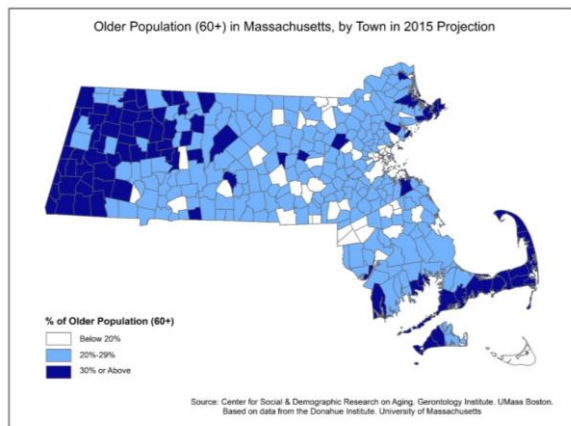 Older Population (60+) in Massachusetts, by Town in 2015 Projection
% of Older Population (60+)
Below 20%
20%-29%
30% or Above
Source: Center for Social & Demographic Research on Aging. Gerontology Institute. UMass Boston.
Based on data from the Donahue Institute. University of Massachusetts